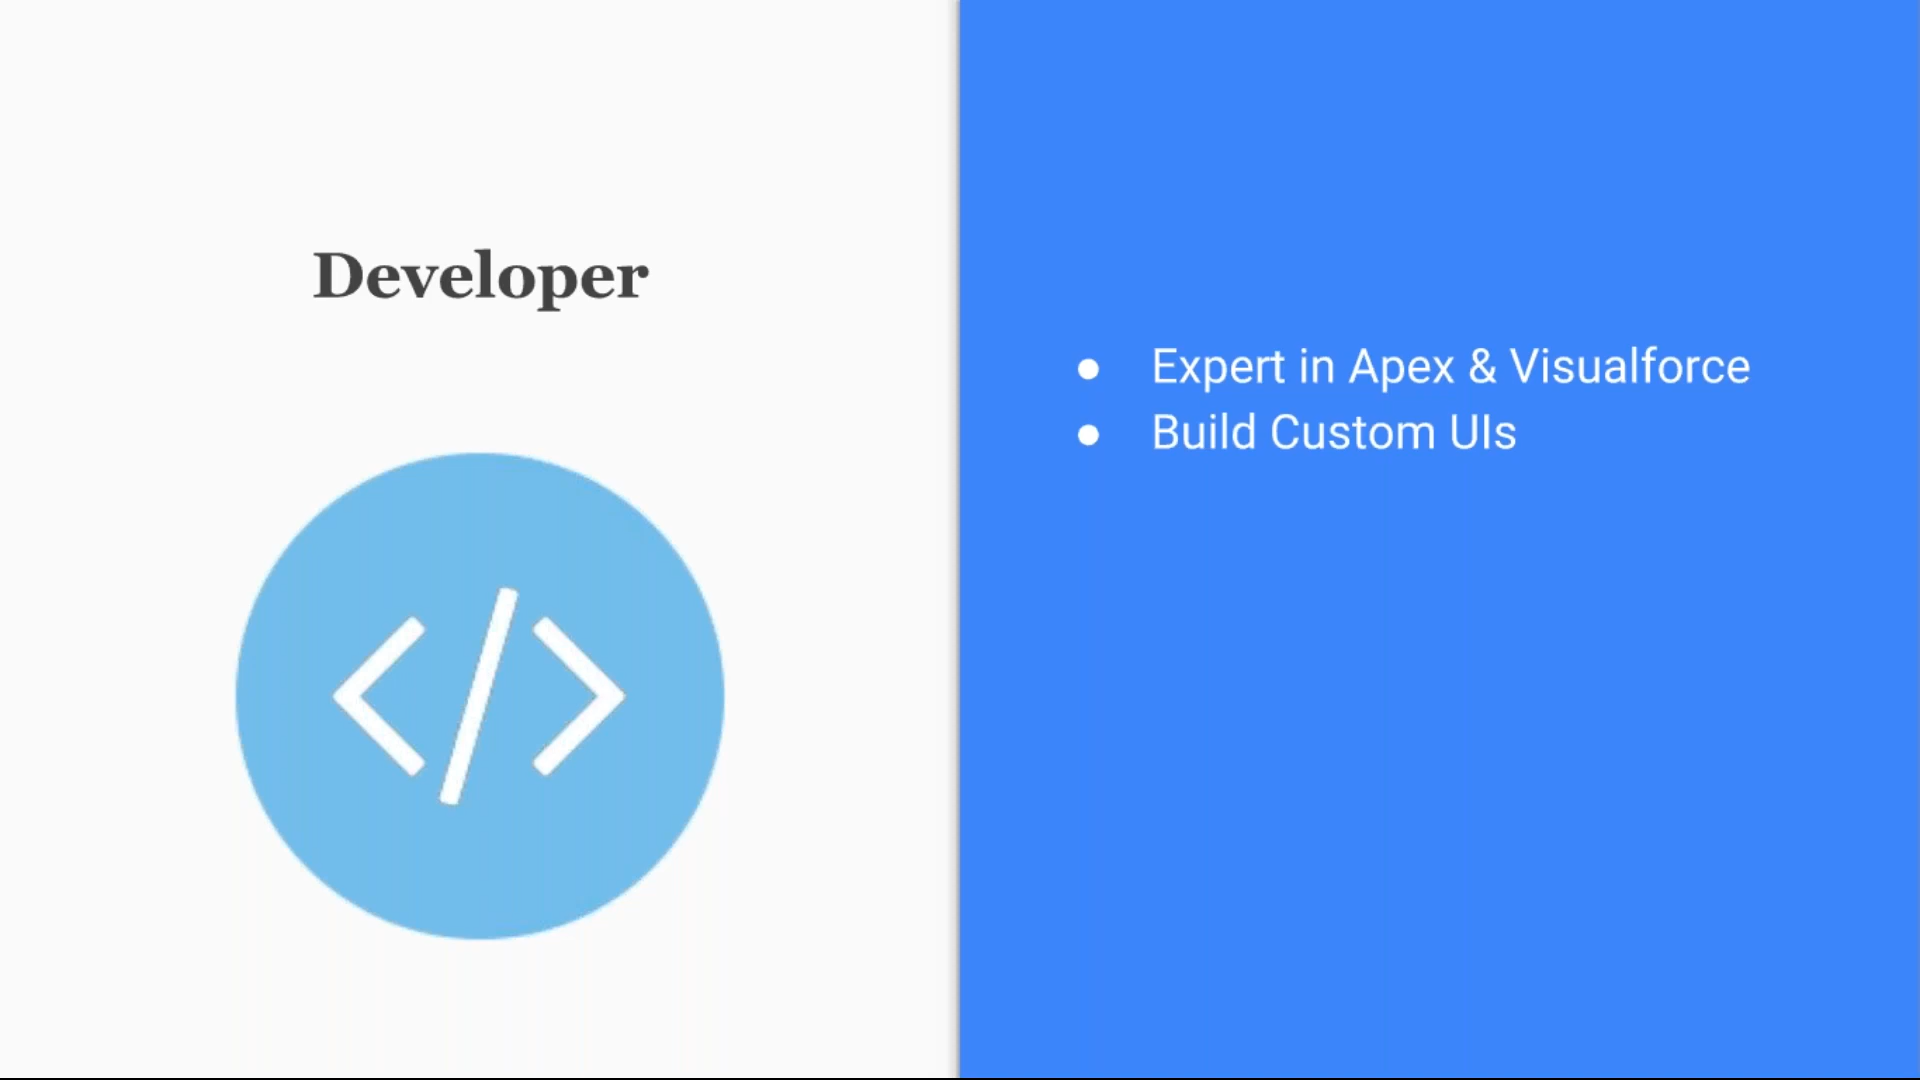 Developer
● Expert in Apex & Visualforce
● Build Custom UIs